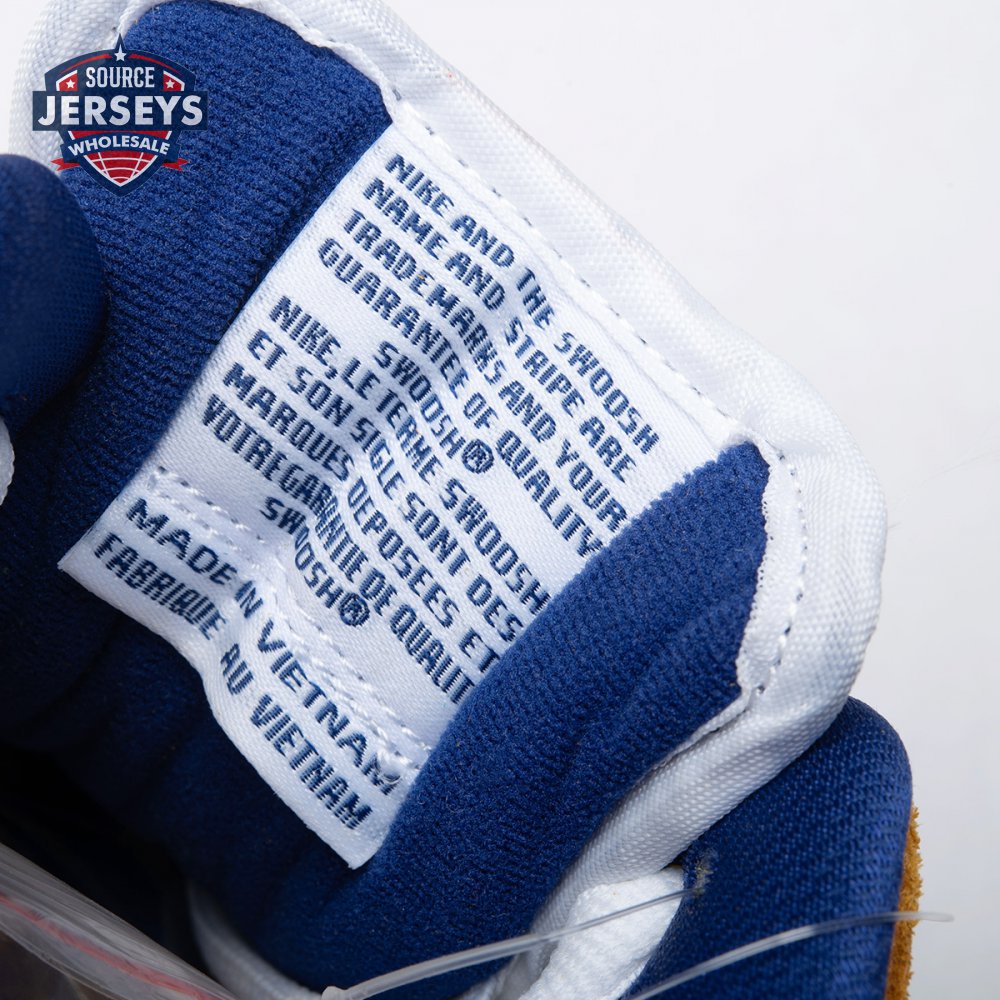 SOURCE
JERSEYS
WHOLESALE
NIKE AND THE SWOOSH
NAME AND STRIPE ARE
TRADEMARKS AND YOUR
GUARANTEE OF QUALITY
SWOOSH®
NIKE, LE TERME SWOOSH
ET SON SIGLE SONT DES
MARQUES DEPOSEES ET
VOTRE GARANTIE DE QUALIT
SWOOSH®
MADE IN VIETNAM
FABRIQUE AU VIETNAM